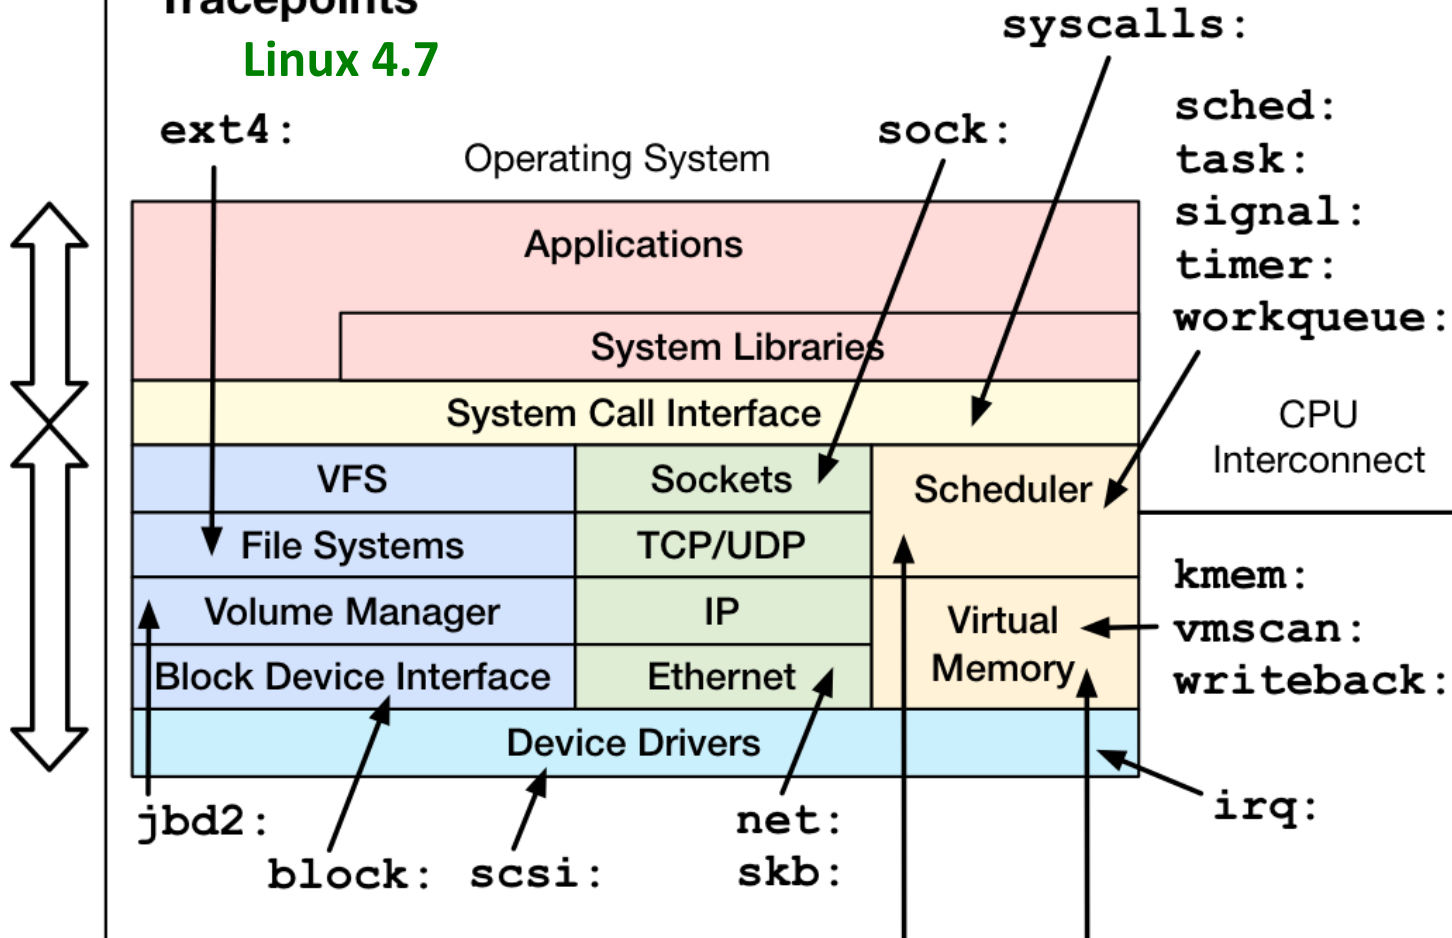 Tracepoints
Linux 4.7
syscalls:
ext4:
Operating System
sock:
sched:
task:
signal:
timer:
workqueue:
Applications
System Libraries
System Call Interface
CPU
Interconnect
VFS
Sockets
Scheduler
File Systems
TCP/UDP
Volume Manager
IP
Virtual
Memory
Block Device Interface
Ethernet
kmem:
vmscan:
writeback:
Device Drivers
jbd2:
block:
scsi:
net:
skb:
irq: